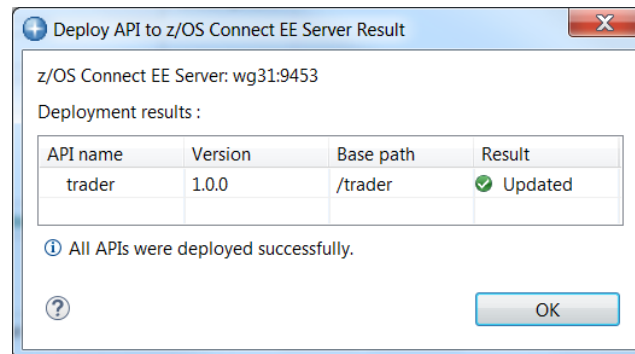 Deploy API to z/OS Connect EE Server Result
z/OS Connect EE Server: wg31:9453
Deployment results :
API name Version Base path Result
trader 1.0.0 /trader Updated
All APIs were deployed successfully.
OK